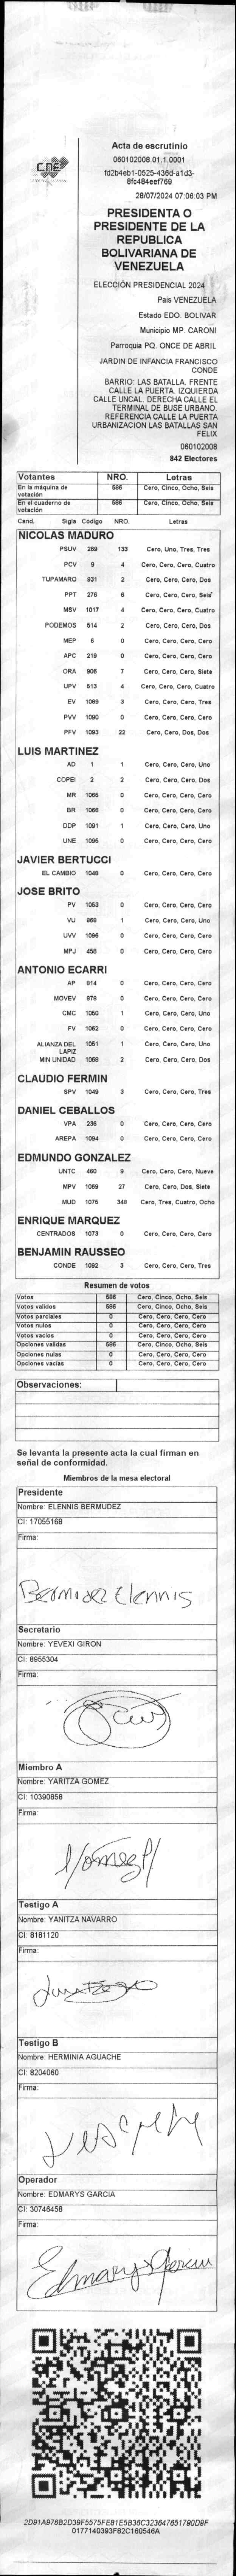 Acta de escrutinio
060102008.01.1.0001
fd2b4eb1-0525-436d-a1d3-
8fc484eef769
28/07/2024 07:06:03 PM
PRESIDENTA O
PRESIDENTE DE LA
REPUBLICA
BOLIVARIANA DE
VENEZUELA
ELECCIÓN PRESIDENCIAL 2024
Pais VENEZUELA
Estado EDO. BOLIVAR
Municipio MP. CARONI
Parroquia PQ. ONCE DE ABRIL
JARDIN DE INFANCIA FRANCISCO
CONDE
BARRIO: LAS BATALLA. FRENTE
CALLE LA PUERTA. IZQUIERDA
CALLE UNCAL. DERECHA CALLE EL
TERMINAL DE BUSE URBANO.
REFERENCIA CALLE LA PUERTA
URBANIZACION LAS BATALLAS SAN
FELIX
060102008
842 Electores
CNE
Votantes NRO. Letras
En la máquina de votación 586 Cero, Cinco, Ocho, Seis
En el cuaderno de votación 586 Cero, Cinco, Ocho, Seis
Cand. Sigla Código NRO. Letras
NICOLAS MADURO
PSUV 269 133 Cero, Uno, Tres, Tres
PCV 9 4 Cero, Cero, Cero, Cuatro
TUPAMARO 931 2 Cero, Cero, Cero, Dos
PPT 276 6 Cero, Cero, Cero, Seis
MSV 1017 4 Cero, Cero, Cero, Cuatro
PODEMOS 514 2 Cero, Cero, Cero, Dos
MEP 6 0 Cero, Cero, Cero, Cero
APC 219 0 Cero, Cero, Cero, Cero
ORA 906 7 Cero, Cero, Cero, Siete
UPV 513 4 Cero, Cero, Cero, Cuatro
EV 1089 3 Cero, Cero, Cero, Tres
PVV 1090 0 Cero, Cero, Cero, Cero
PFV 1093 22 Cero, Cero, Dos, Dos
LUIS MARTINEZ
AD 1 1 Cero, Cero, Cero, Uno
COPEI 2 2 Cero, Cero, Cero, Dos
MR 1065 0 Cero, Cero, Cero, Cero
BR 1066 0 Cero, Cero, Cero, Cero
DDP 1091 1 Cero, Cero, Cero, Uno
UNE 1095 0 Cero, Cero, Cero, Cero
JAVIER BERTUCCI
EL CAMBIO 1048 0 Cero, Cero, Cero, Cero
JOSE BRITO
PV 1053 0 Cero, Cero, Cero, Cero
VU 868 1 Cero, Cero, Cero, Uno
UVV 1096 0 Cero, Cero, Cero, Cero
MPJ 455 0 Cero, Cero, Cero, Cero
ANTONIO ECARRI
AP 814 0 Cero, Cero, Cero, Cero
MOVEV 878 0 Cero, Cero, Cero, Cero
CMC 1050 1 Cero, Cero, Cero, Uno
FV 1062 0 Cero, Cero, Cero, Cero
ALIANZA DEL LAPIZ 1051 1 Cero, Cero, Cero, Uno
MIN UNIDAD 1068 2 Cero, Cero, Cero, Dos
CLAUDIO FERMIN
SPV 1049 3 Cero, Cero, Cero, Tres
DANIEL CEBALLOS
VPA 236 0 Cero, Cero, Cero, Cero
AREPA 1094 0 Cero, Cero, Cero, Cero
EDMUNDO GONZALEZ
UNTC 460 9 Cero, Cero, Cero, Nueve
MPV 1069 27 Cero, Cero, Dos, Siete
MUD 1075 348 Cero, Tres, Cuatro, Ocho
ENRIQUE MARQUEZ
CENTRADOS 1073 0 Cero, Cero, Cero, Cero
BENJAMIN RAUSSEO
CONDE 1092 3 Cero, Cero, Cero, Tres
Resumen de votos
Votos 586 Cero, Cinco, Ocho, Seis
Votos validos 586 Cero, Cinco, Ocho, Seis
Votos parciales 0 Cero, Cero, Cero, Cero
Votos nulos 0 Cero, Cero, Cero, Cero
Votos vacios 0 Cero, Cero, Cero, Cero
Opciones validas 586 Cero, Cinco, Ocho, Seis
Opciones nulas 0 Cero, Cero, Cero, Cero
Opciones vacias 0 Cero, Cero, Cero, Cero
Observaciones:
Se levanta la presente acta la cual firman en
señal de conformidad.
Miembros de la mesa electoral
Presidente
Nombre: ELENNIS BERMUDEZ
CI: 17055168
Firma:
Bermudez Elennis
Secretario
Nombre: YEVEXI GIRON
CI: 8955304
Firma:
Miembro A
Nombre: YARITZA GOMEZ
CI: 10390858
Firma:
Testigo A
Nombre: YANITZA NAVARRO
CI: 8181120
Firma:
Testigo B
Nombre: HERMINIA AGUACHE
CI: 8204060
Firma:
Operador
Nombre: EDMARYS GARCIA
CI: 30746458
Firma:
Edmarys Garcia
2D91A976B2D39F5575FE81E5B36C323647851790D9F
0177140393F82C160546A